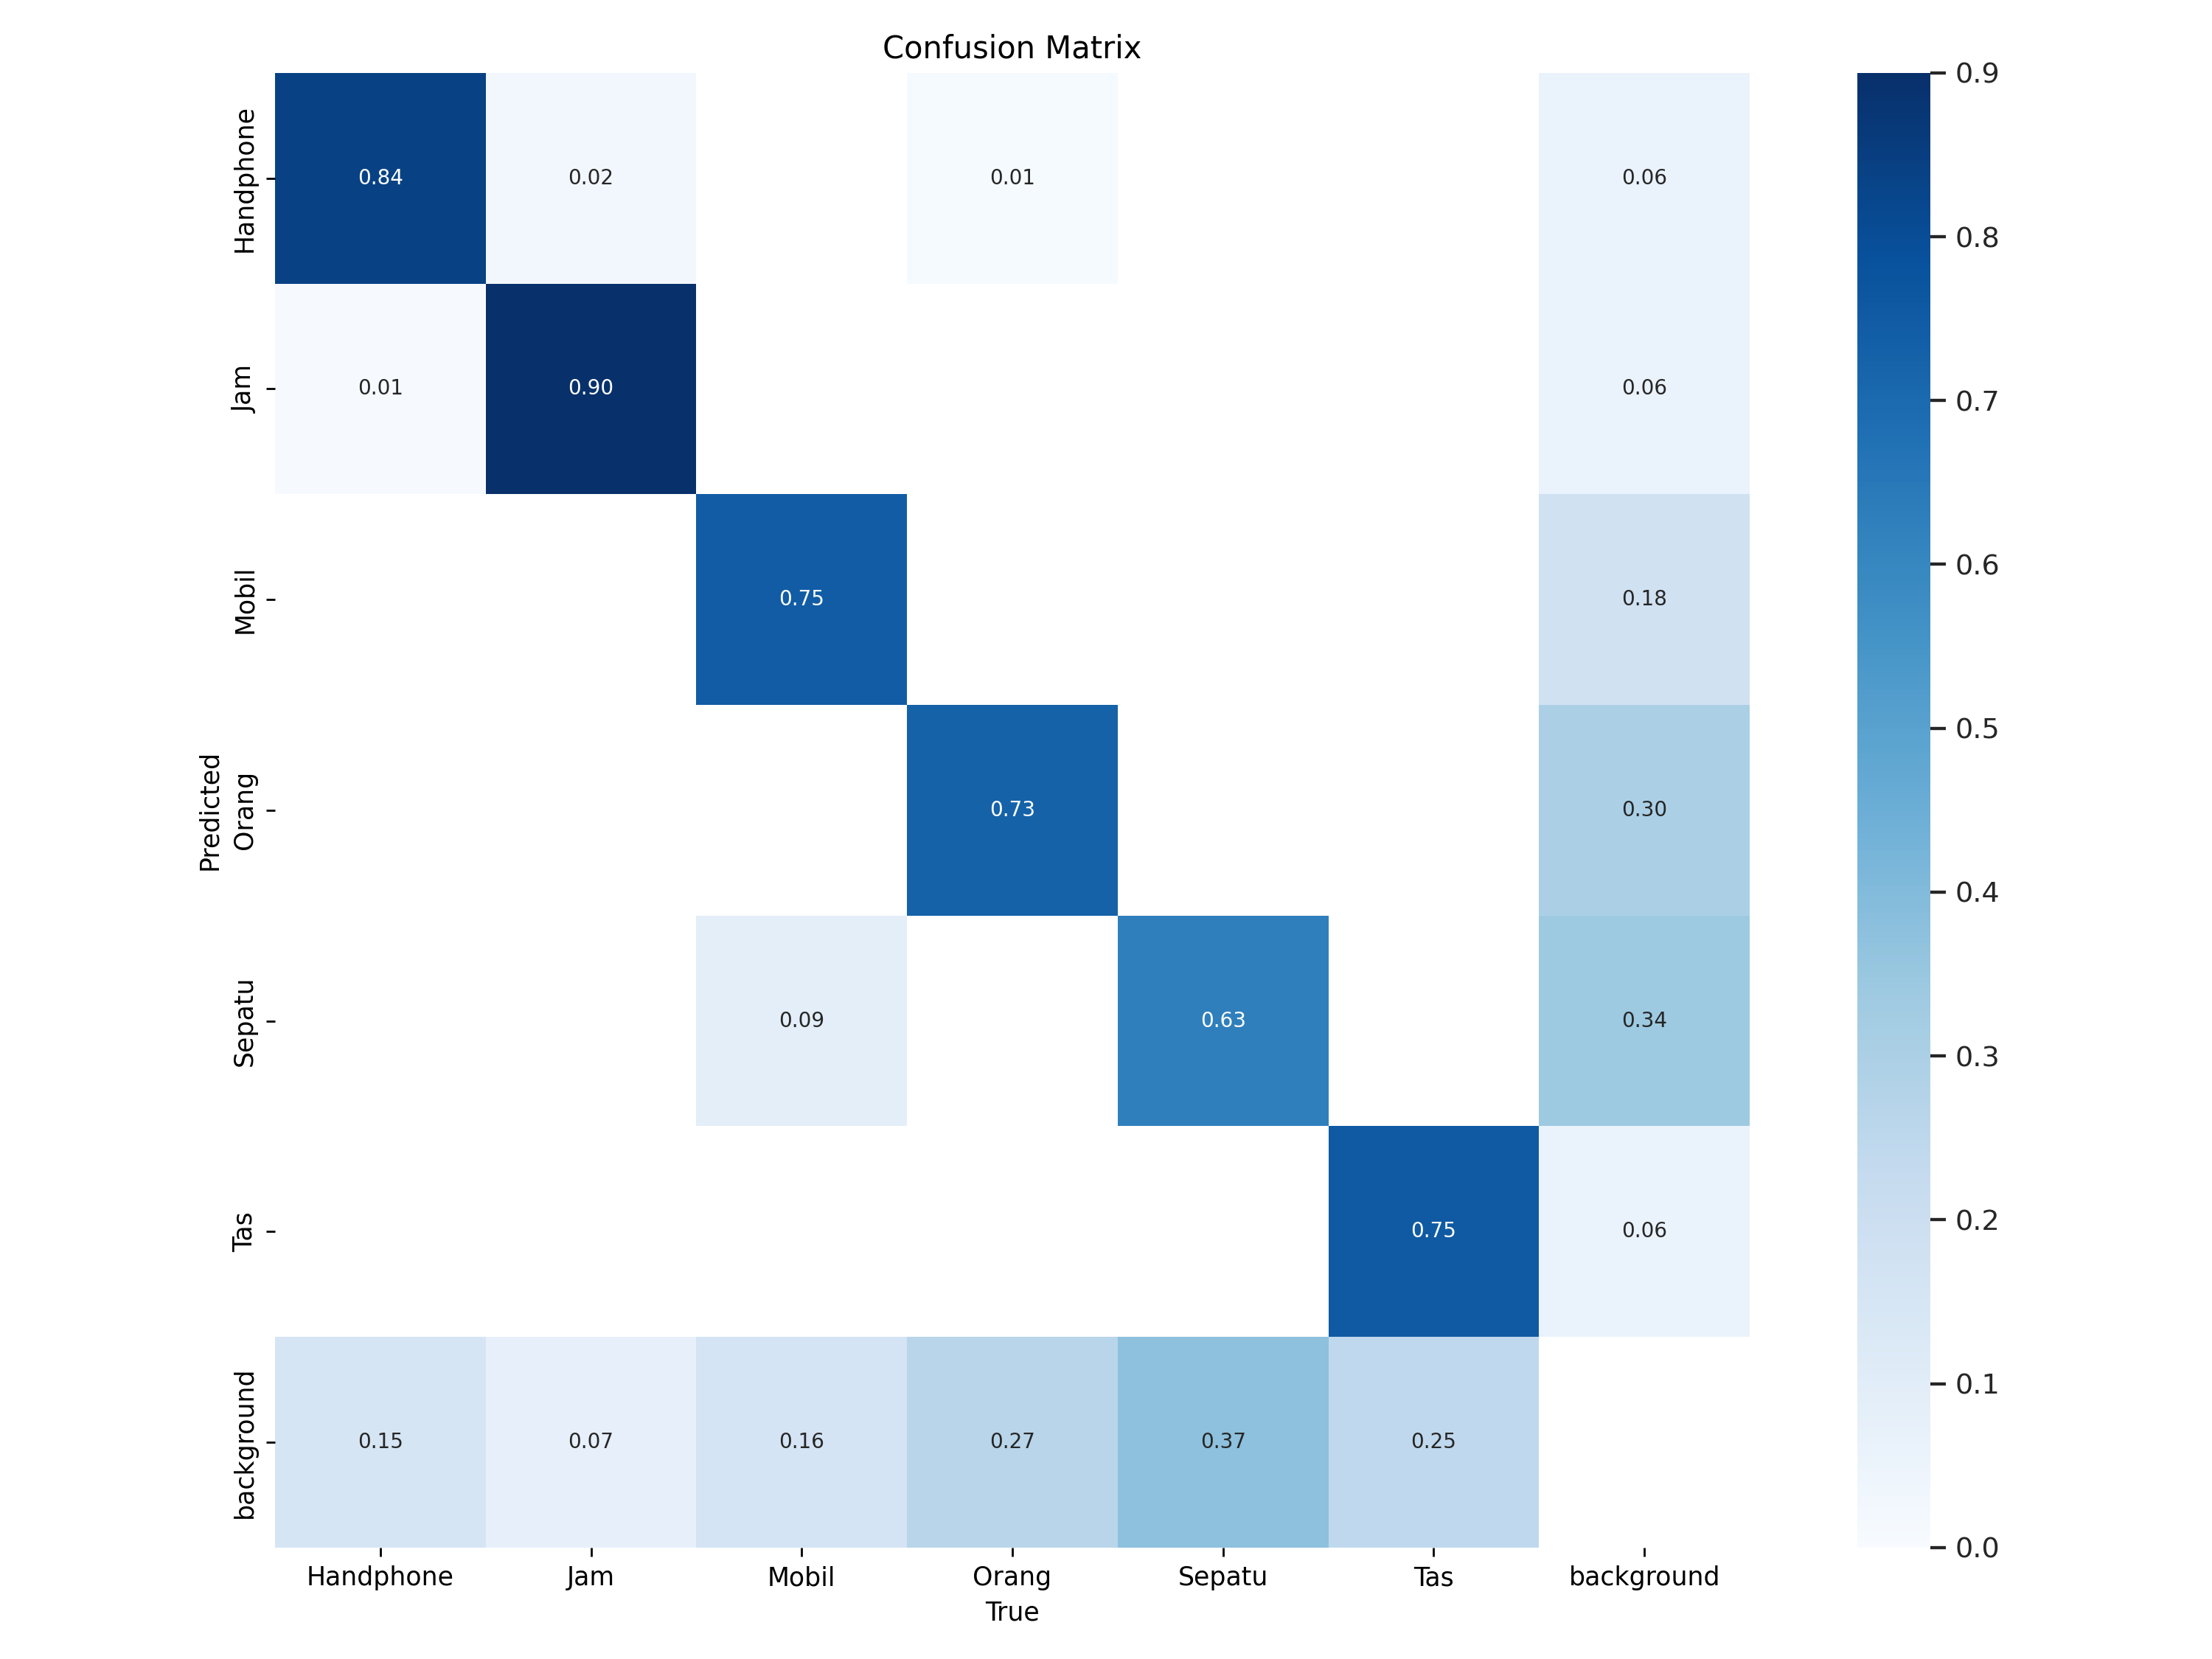 Confusion Matrix
Handphone 0.84 0.02 0.01 0.06
Jam 0.01 0.90 0.06
Mobil 0.75 0.18
Predicted
Orang 0.73 0.30
Sepatu 0.09 0.63 0.34
Tas 0.75 0.06
background 0.15 0.07 0.16 0.27 0.37 0.25
Handphone Jam Mobil Orang Sepatu Tas background
True
0.9
0.8
0.7
0.6
0.5
0.4
0.3
0.2
0.1
0.0